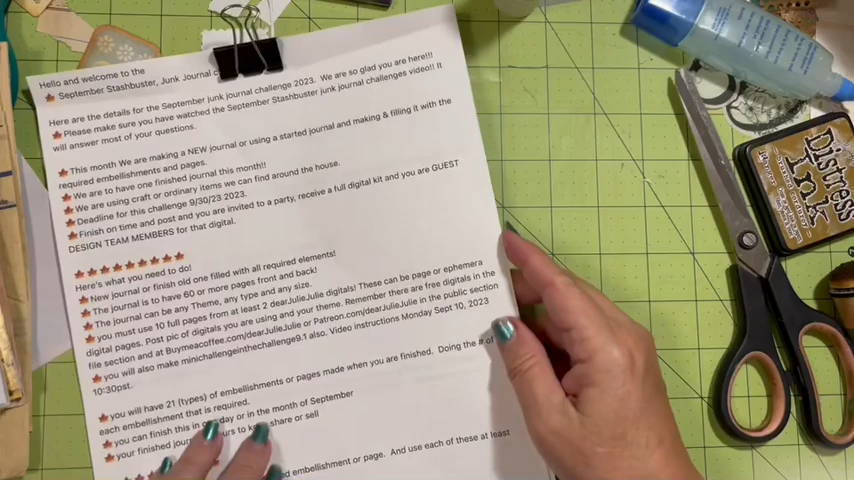 Hello and welcome to the
September Stashbuster, Junk Journal
Here are the details for the September junk journal challenge 2023. We are so glad you are here!!!
Please make sure you have watched the September Stashbuster junk journal challenges video!! It
will answer most of your questions.
This month We are making a NEW journal or using a started journal and making & filling it with the
required embellishments and pages.
We are to have one finished journal this month!!
We are using craft or ordinary items we can find around the house.
Deadline for this challenge 9/30/23 2023.
Finish on time and post and you are invited to a party, receive a full digital kit and you are GUEST
DESIGN TEAM MEMBERS for that digital.
Here's what you need to do!
New journal or finish old one filled with all required elements!
The journal is to have 60 or more pages front and back!
The journal can be any Theme, any type and any size.
you must use 10 full pages from at least 2 dearJulieJulie digitals! These can be page or ephemera
digital pages. Post pic of digitals you are using and your theme. Remember there are free digitals in the
file section and at Buymeacoffee.com/dearJulieJulie or Patreon.com/dearJulieJulie in the public section
you will also make minichallengeinthechallenge9.1 also. Video instructions Monday Sept 10, 2023
10:30pst.
you will have 21 (types) of embellishments or pages made when you are finished. Doing the # of
each embellishment that is required.
you can finish this in day or in the month of September
your finished to share or sell
embellishment or page. And use each of these at least
Distress
Ink